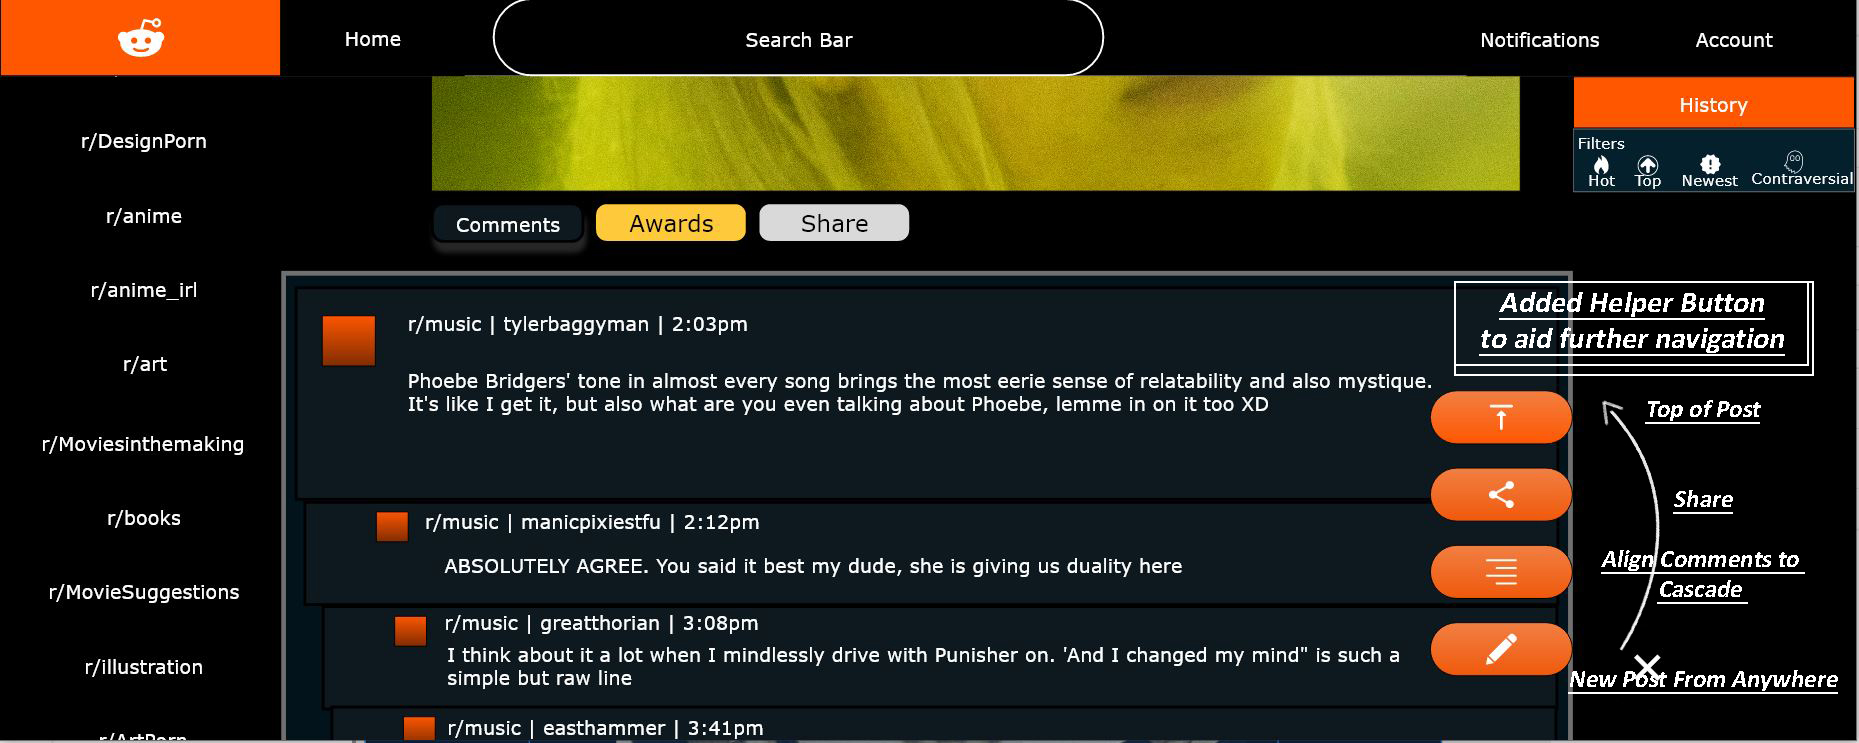 Home
Search Bar
Notifications
Account
History
Filters
Hot
Top
Newest
Contraversial
r/DesignPorn
r/anime
r/anime_irl
r/art
r/Moviesinthemaking
r/books
r/MovieSuggestions
r/illustration
r/ArtPorn
Comments
Awards
Share
r/music | tylerbaggyman | 2:03pm
Phoebe Bridgers' tone in almost every song brings the most eerie sense of relatability and also mystique.
It's like I get it, but also what are you even talking about Phoebe, lemme in on it too XD
r/music | manicpixiestfu | 2:12pm
ABSOLUTELY AGREE. You said it best my dude, she is giving us duality here
r/music | greatthorian | 3:08pm
I think about it a lot when I mindlessly drive with Punisher on. 'And I changed my mind" is such a
simple but raw line
r/music | easthammer | 3:41pm
Added Helper Button
to aid further navigation
Top of Post
Share
Align Comments to
Cascade
New Post From Anywhere